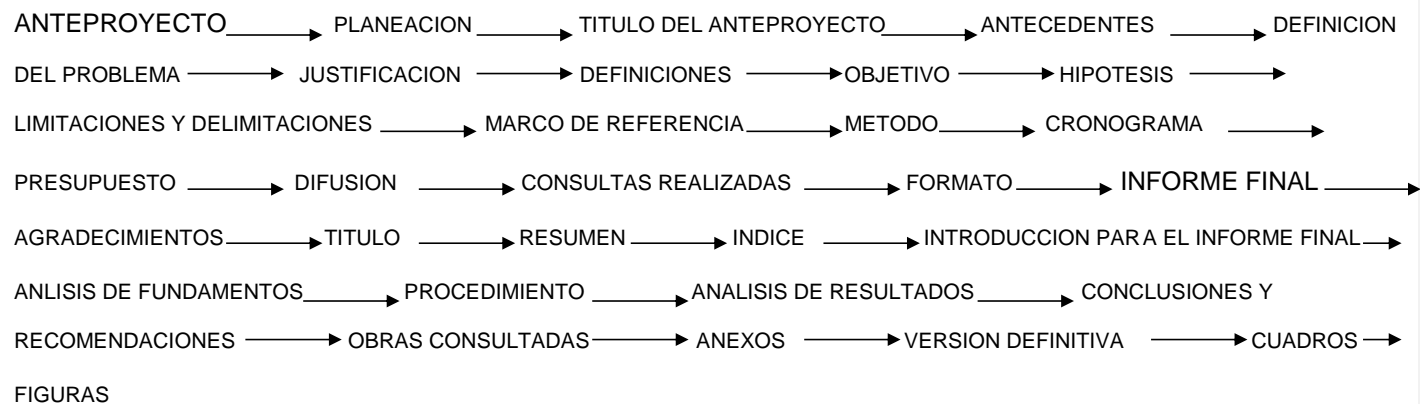 ANTEPROYECTO PLANEACION TITULO DEL ANTEPROYECTO ANTECEDENTES DEFINICION
DEL PROBLEMA JUSTIFICACION DEFINICIONES OBJETIVO HIPOTESIS
LIMITACIONES Y DELIMITACIONES MARCO DE REFERENCIA METODO CRONOGRAMA
PRESUPUESTO DIFUSION CONSULTAS REALIZADAS FORMATO INFORME FINAL
AGRADECIMIENTOS TITULO RESUMEN INDICE INTRODUCCION PARA EL INFORME FINAL
ANLISIS DE FUNDAMENTOS PROCEDIMIENTO ANALISIS DE RESULTADOS CONCLUSIONES Y
RECOMENDACIONES OBRAS CONSULTADAS ANEXOS VERSION DEFINITIVA CUADROS
FIGURAS